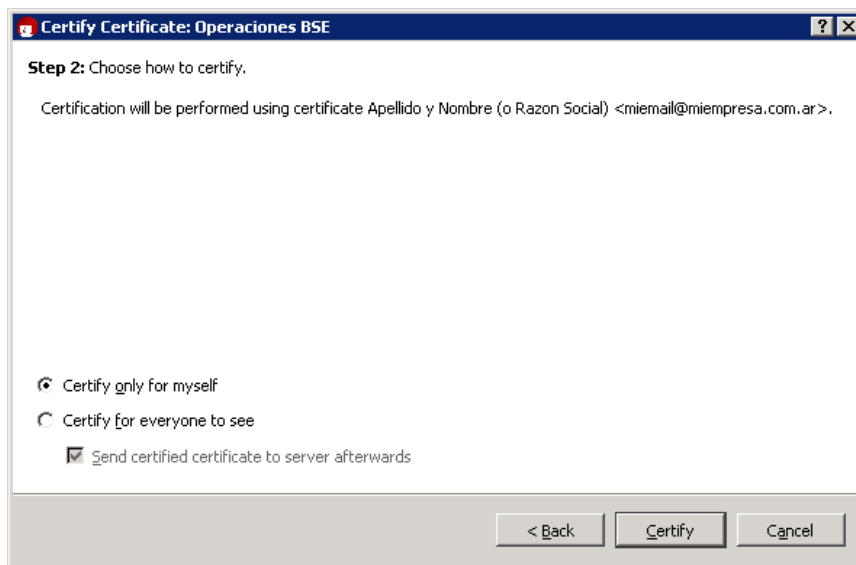 Certify Certificate: Operaciones BSE
Step 2: Choose how to certify.
Certification will be performed using certificate Apellido y Nombre (o Razon Social) <miemail@miempresa.com.ar>.
Certify only for myself
Certify for everyone to see
Send certified certificate to server afterwards
< Back Certify Cancel